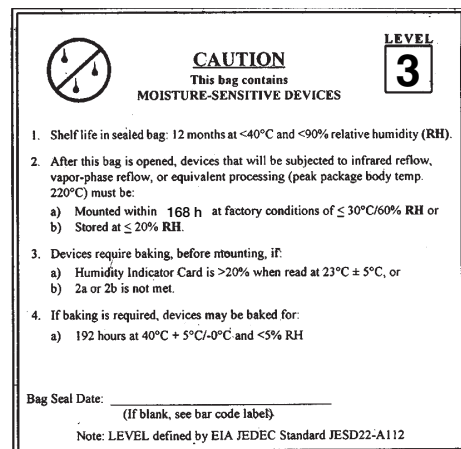 LEVEL
3
CAUTION
This bag contains
MOISTURE-SENSITIVE DEVICES
1. Shelf life in sealed bag: 12 months at <40°C and <90% relative humidity (RH).
2. After this bag is opened, devices that will be subjected to infrared reflow,
vapor-phase reflow, or equivalent processing (peak package body temp.
220°C) must be:
a) Mounted within 168 h at factory conditions of ≤ 30°C/60% RH or
b) Stored at ≤ 20% RH.
3. Devices require baking, before mounting, if:
a) Humidity Indicator Card is >20% when read at 23°C ± 5°C, or
b) 2a or 2b is not met.
4. If baking is required, devices may be baked for:
a) 192 hours at 40°C + 5°C/-0°C and <5% RH
Bag Seal Date:
(If blank, see bar code label)
Note: LEVEL defined by EIA JEDEC Standard JESD22-A112